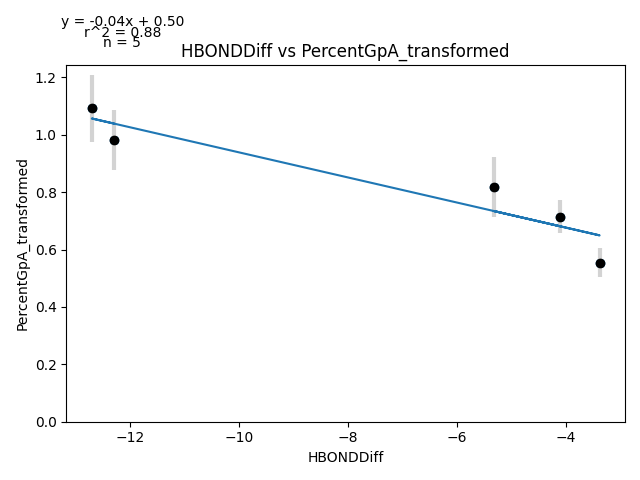 y = -0.04x + 0.50
r^2 = 0.88
n = 5
HBONDDiff vs PercentGpA_transformed
1.2
1.0
0.8
0.6
0.4
0.2
0.0
PercentGpA_transformed
−12
−10
−8
−6
−4
HBONDDiff